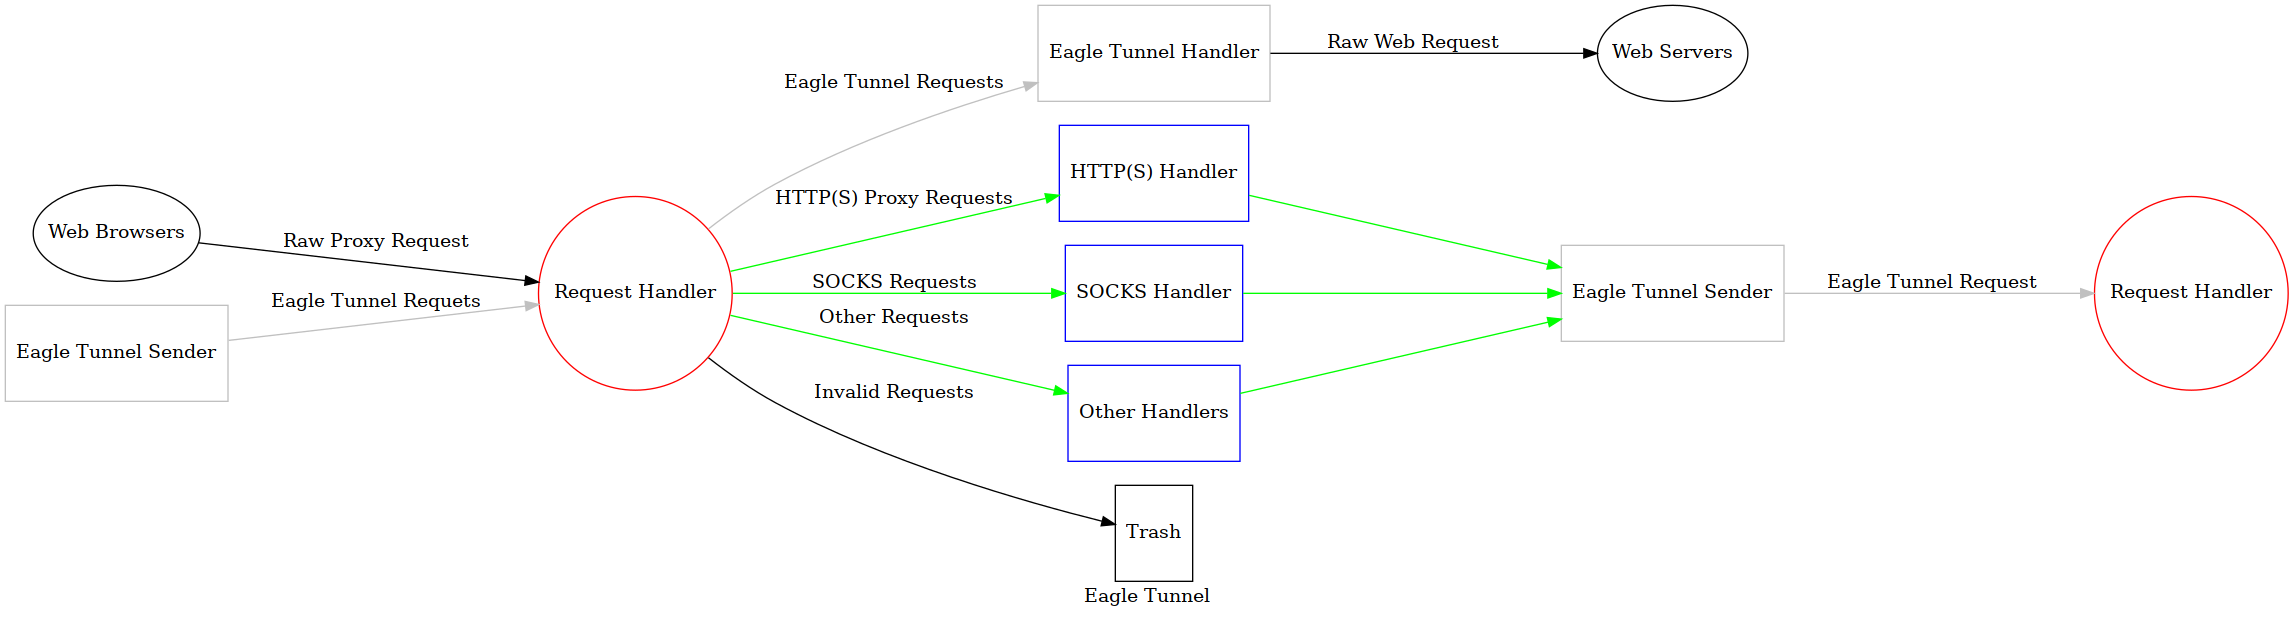 Eagle Tunnel Handler
Raw Web Request
Web Servers
Eagle Tunnel Requests
HTTP(S) Handler
HTTP(S) Proxy Requests
Web Browsers
Raw Proxy Request
Eagle Tunnel Requets
Eagle Tunnel Sender
Request Handler
SOCKS Requests
SOCKS Handler
Eagle Tunnel Sender
Eagle Tunnel Request
Request Handler
Other Requests
Other Handlers
Invalid Requests
Trash
Eagle Tunnel